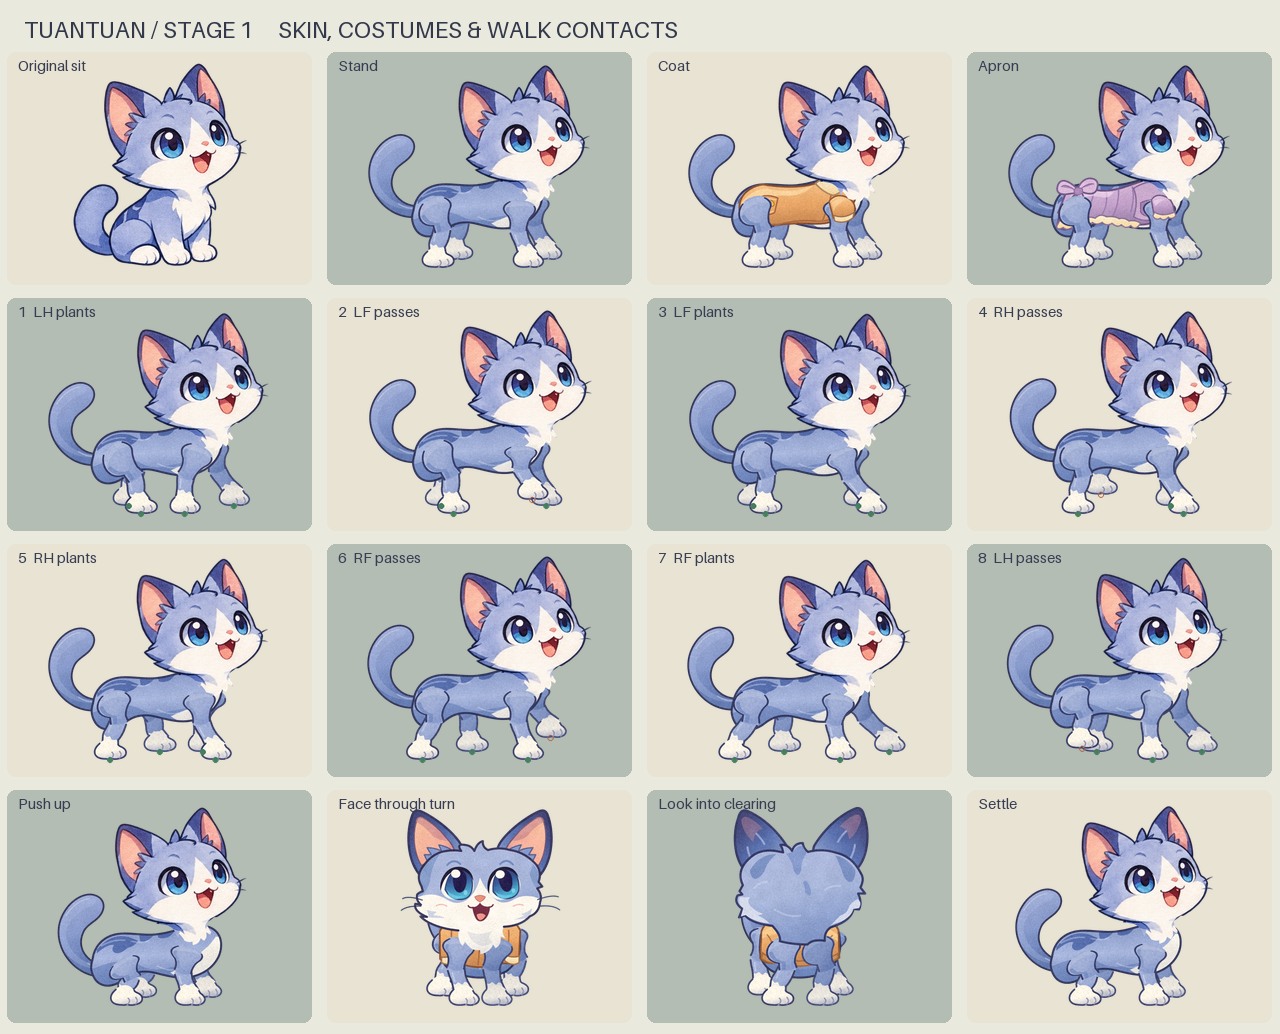 TUANTUAN / STAGE 1 SKIN, COSTUMES & WALK CONTACTS
Original sit
Stand
Coat
Apron
1 LH plants
2 LF passes
3 LF plants
4 RH passes
5 RH plants
6 RF passes
7 RF plants
8 LH passes
Push up
Face through turn
Look into clearing
Settle